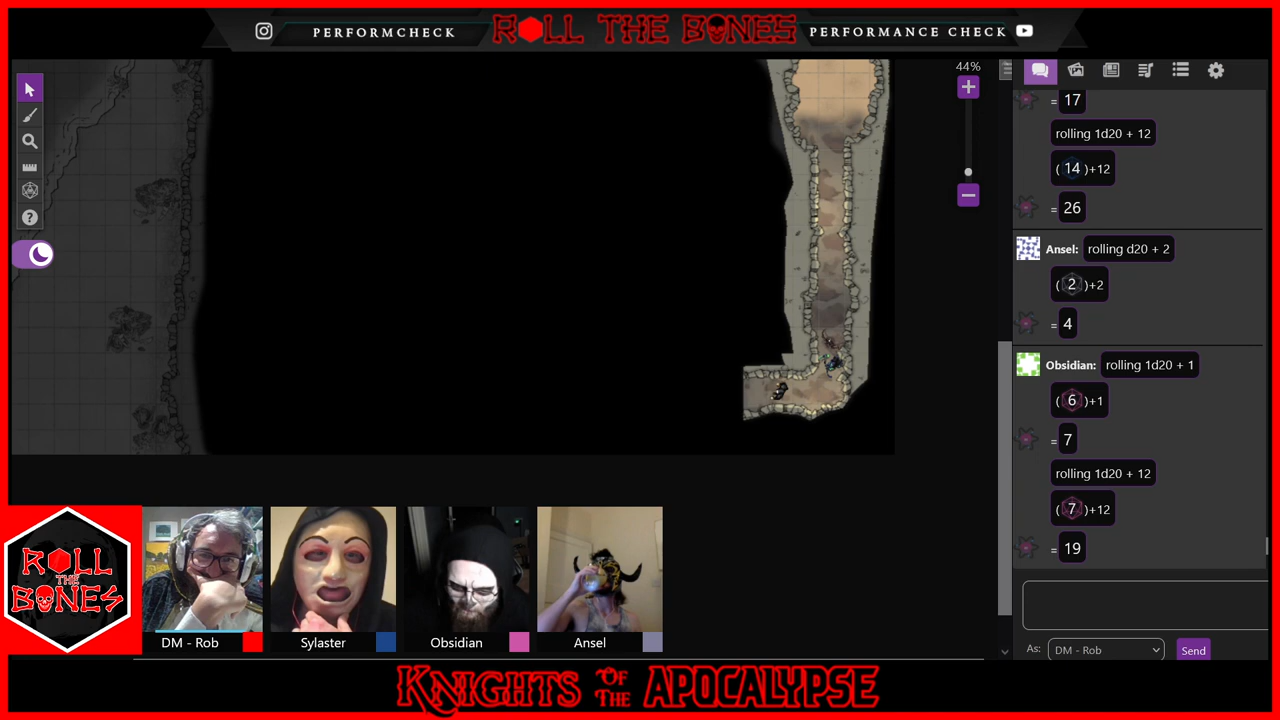 PERFORMCHECK
ROLL THE BONES
PERFORMANCE CHECK
44%
= 17
rolling 1d20 + 12
( 14 )+12
= 26
Ansel: rolling d20 + 2
( 2 )+2
= 4
Obsidian: rolling 1d20 + 1
( 6 )+1
= 7
rolling 1d20 + 12
( 7 )+12
= 19
As: DM - Rob
Send
ROLL
THE
BONES
DM - Rob
Sylaster
Obsidian
Ansel
KNIGHTS OF THE APOCALYPSE